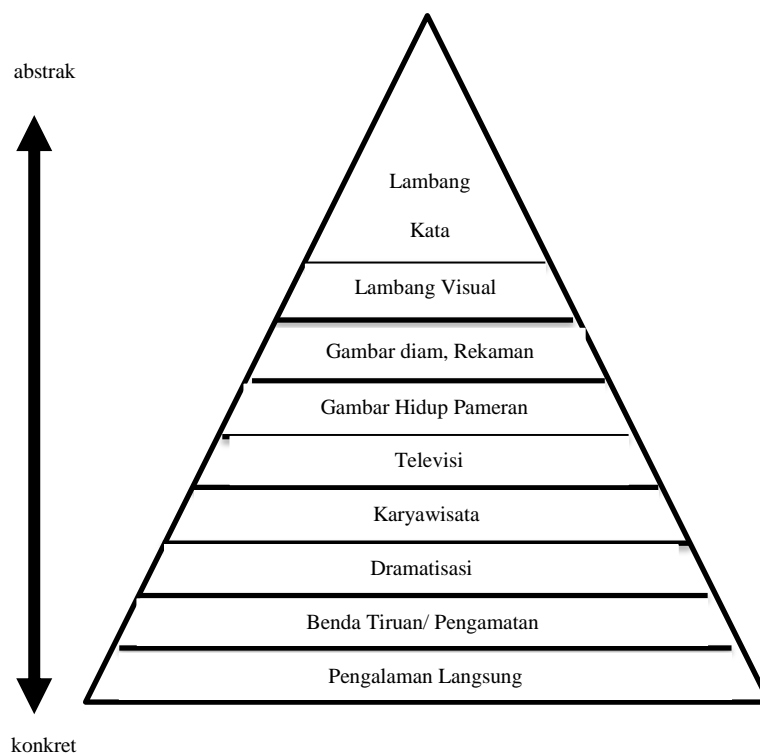 abstrak
Lambang
Kata
Lambang Visual
Gambar diam, Rekaman
Gambar Hidup Pameran
Televisi
Karyawisata
Dramatisasi
Benda Tiruan/ Pengamatan
Pengalaman Langsung
konkret